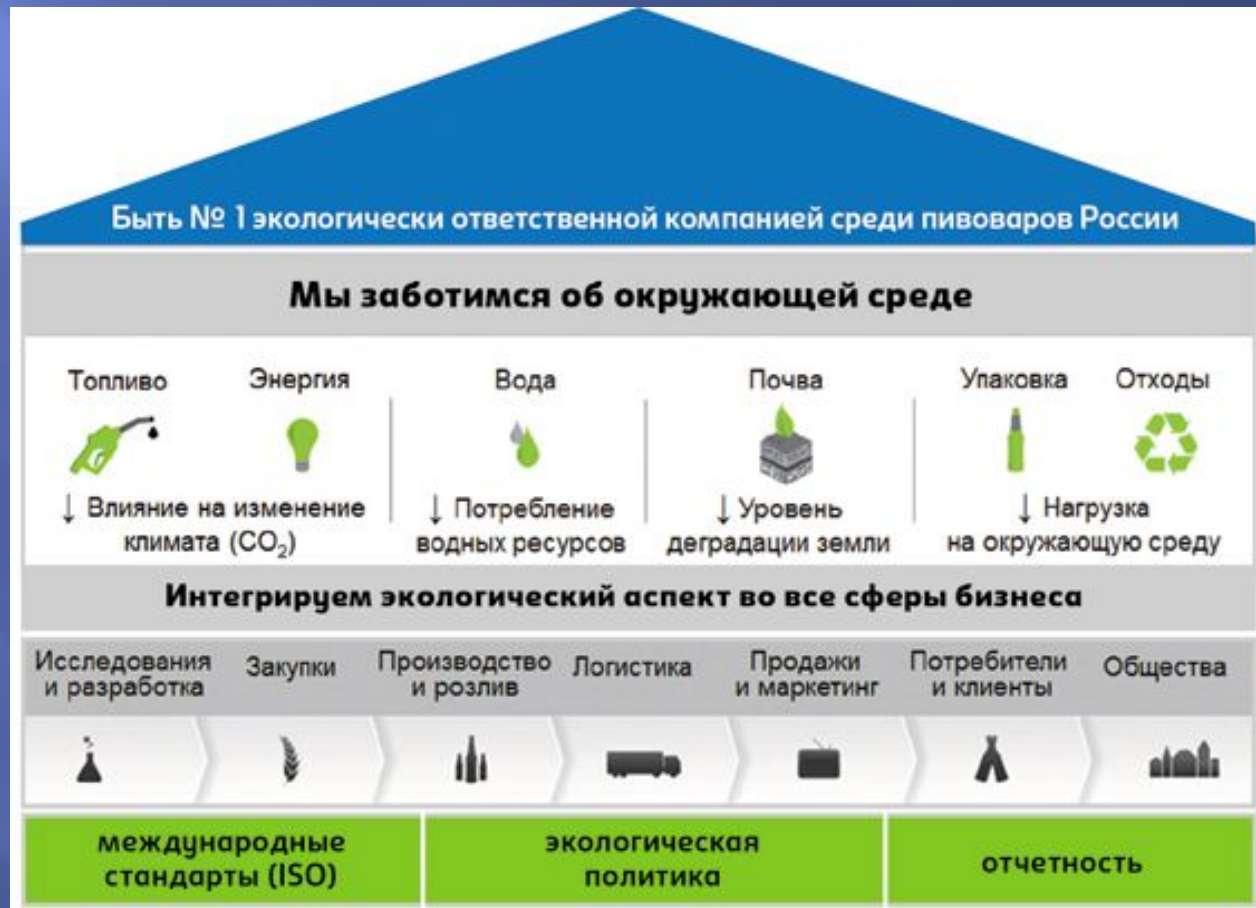 Быть № 1 экологически ответственной компанией среди пивоваров России
Мы заботимся об окружающей среде
Топливо
Энергия
↓ Влияние на изменение
климата (CO₂)
Вода
↓ Потребление
водных ресурсов
Почва
↓ Уровень
деградации земли
Упаковка
Отходы
↓ Нагрузка
на окружающую среду
Интегрируем экологический аспект во все сферы бизнеса
Исследования
и разработка
Закупки
Производство
и розлив
Логистика
Продажи
и маркетинг
Потребители
и клиенты
Общества
международные
стандарты (ISO)
экологическая
политика
отчетность